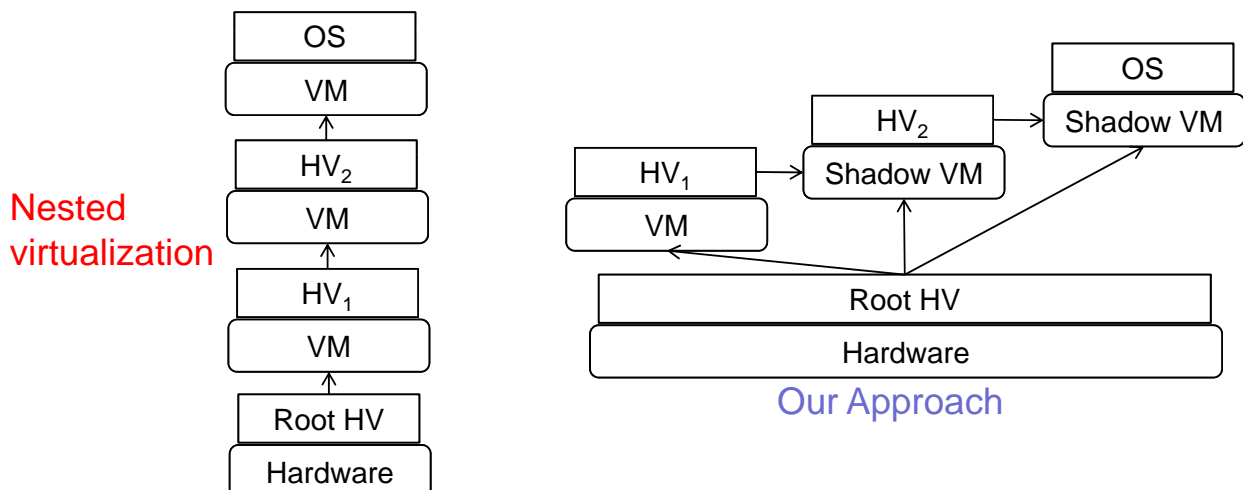 OS
VM
HV₂
VM
HV₁
VM
Root HV
Hardware
Nested
virtualization
OS
Shadow VM
HV₂
Shadow VM
HV₁
VM
Root HV
Hardware
Our Approach